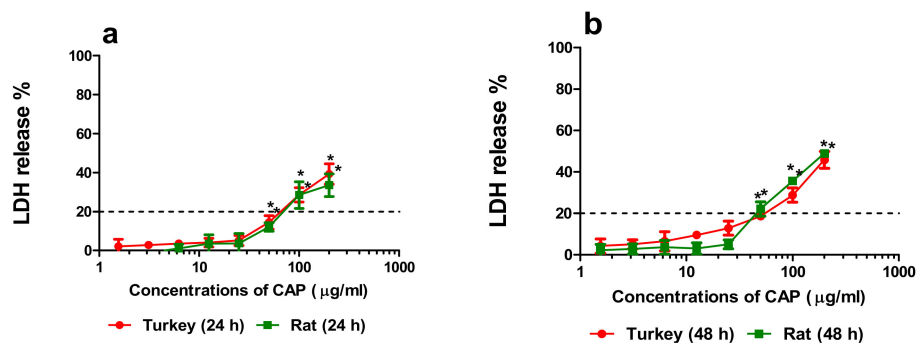 a
100
80
60
40
20
0
LDH release %
* * * * * *
1 10 100 1000
Concentrations of CAP ( μg/ml)
Turkey (24 h) Rat (24 h)
b
100
80
60
40
20
0
LDH release %
* * * * * *
1 10 100 1000
Concentrations of CAP ( μg/ml)
Turkey (48 h) Rat (48 h)